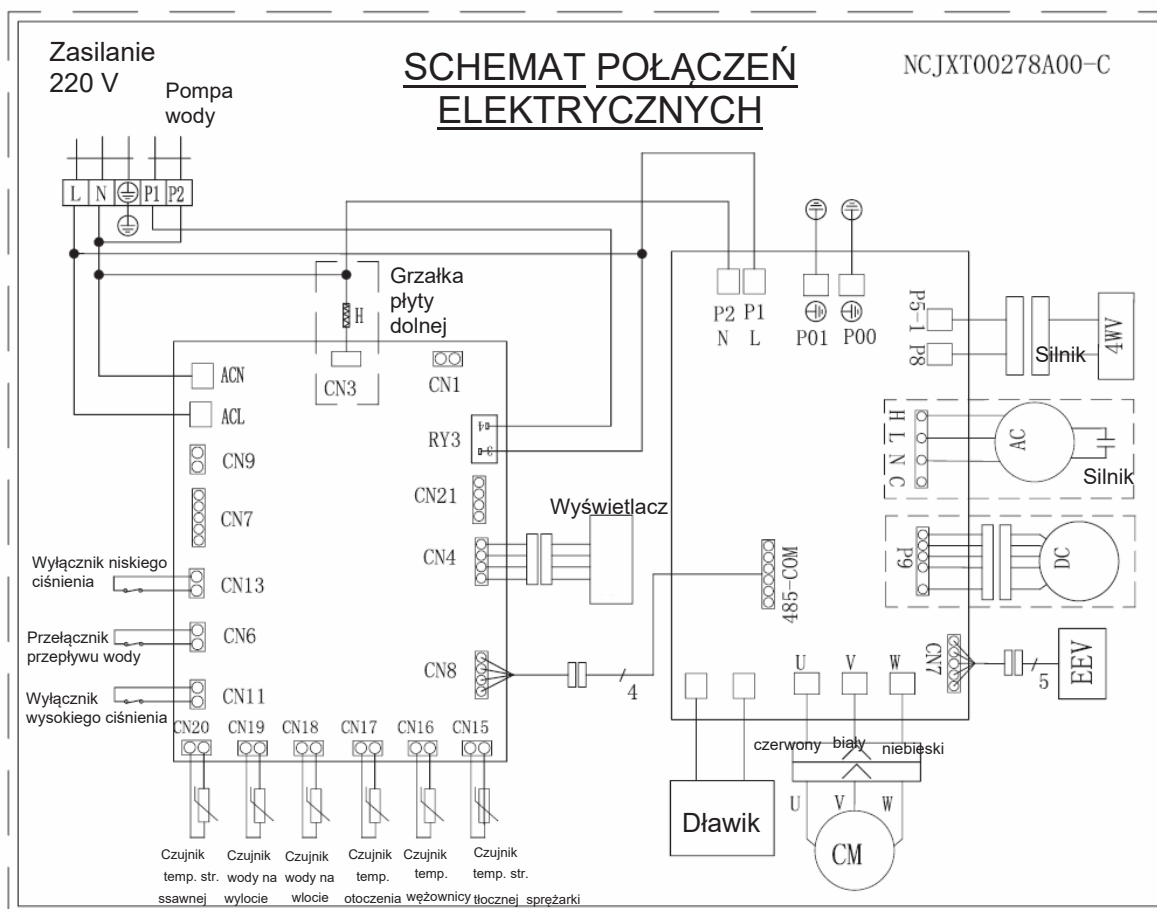 Zasilanie
220 V
SCHEMAT POŁĄCZEŃ
ELEKTRYCZNYCH
NCJXT00278A00-C
Pompa
wody
L N P1 P2
Grzałka
płyty
dolnej
H
CN3
CN1
ACN
ACL
RY3
4
3
CN9
CN7
CN21
CN4
Wyświetlacz
Wyłącznik niskiego
ciśnienia
CN13
Przełącznik
przepływu wody
CN6
Wyłącznik
wysokiego ciśnienia
CN11
CN8
4
CN20 CN19 CN18 CN17 CN16 CN15
Czujnik
temp. str.
ssawnej
Czujnik
wody na
wylocie
Czujnik
wody na
wlocie
Czujnik
temp.
otoczenia
Czujnik
temp.
wężownicy
Czujnik
temp. str.
tłocznej sprężarki
P2 P1
N L
P01 P00
P5-1
P8
Silnik
4WV
H L N C
AC
Silnik
P9
DC
485-COM
CN7
5
EEV
U V W
czerwony biały niebieski
U V W
CM
Dławik